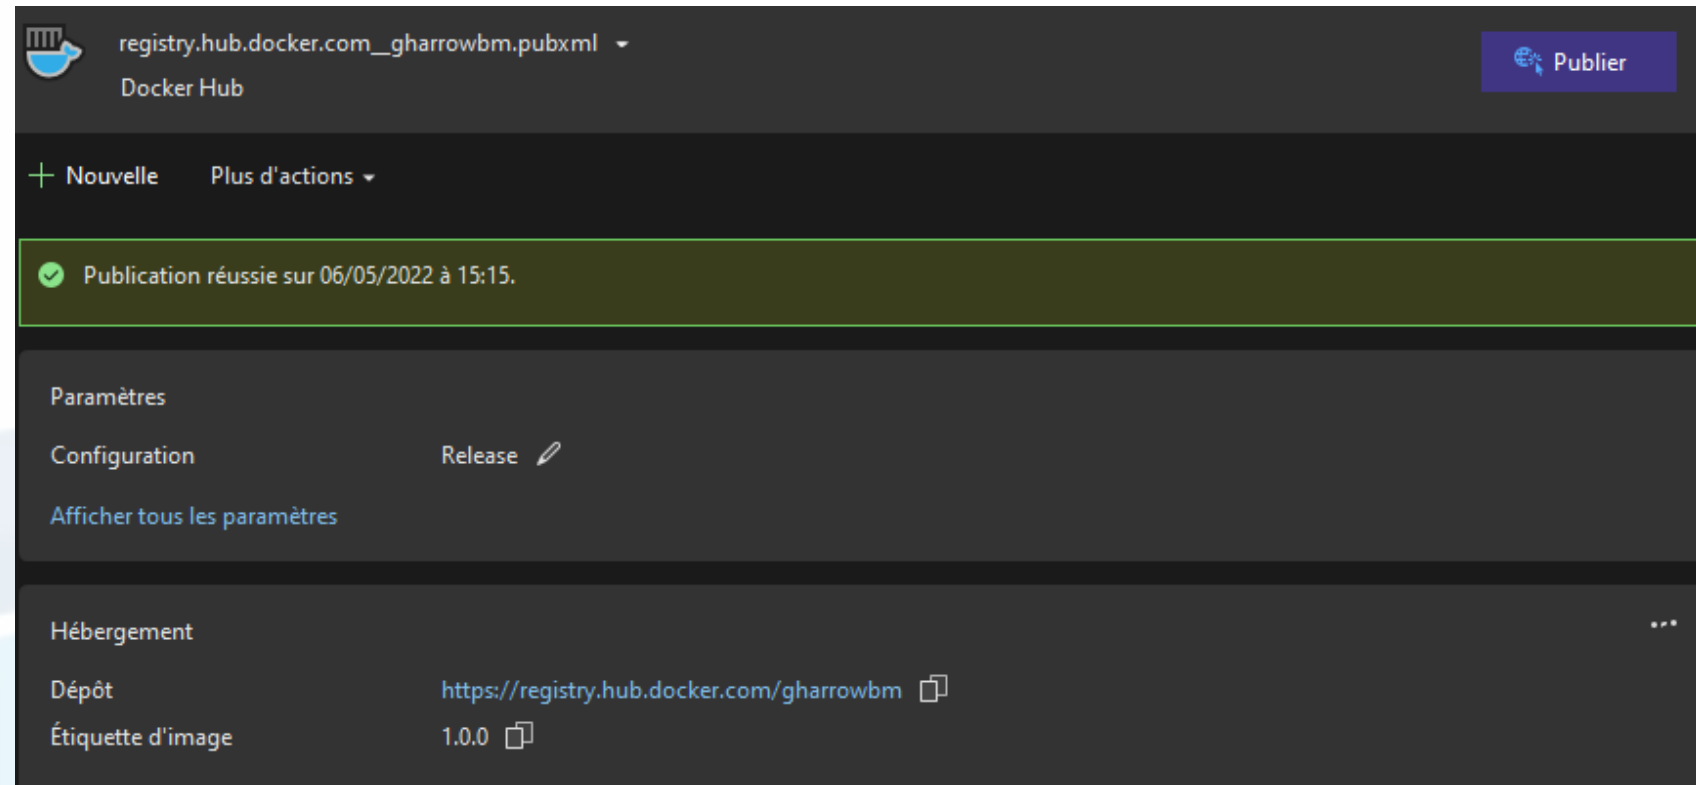 registry.hub.docker.com__gharrowbm.pubxml
Docker Hub
Publier
Nouvelle Plus d'actions
Publication réussie sur 06/05/2022 à 15:15.
Paramètres
Configuration Release
Afficher tous les paramètres
Hébergement
Dépôt https://registry.hub.docker.com/gharrowbm
Étiquette d'image 1.0.0